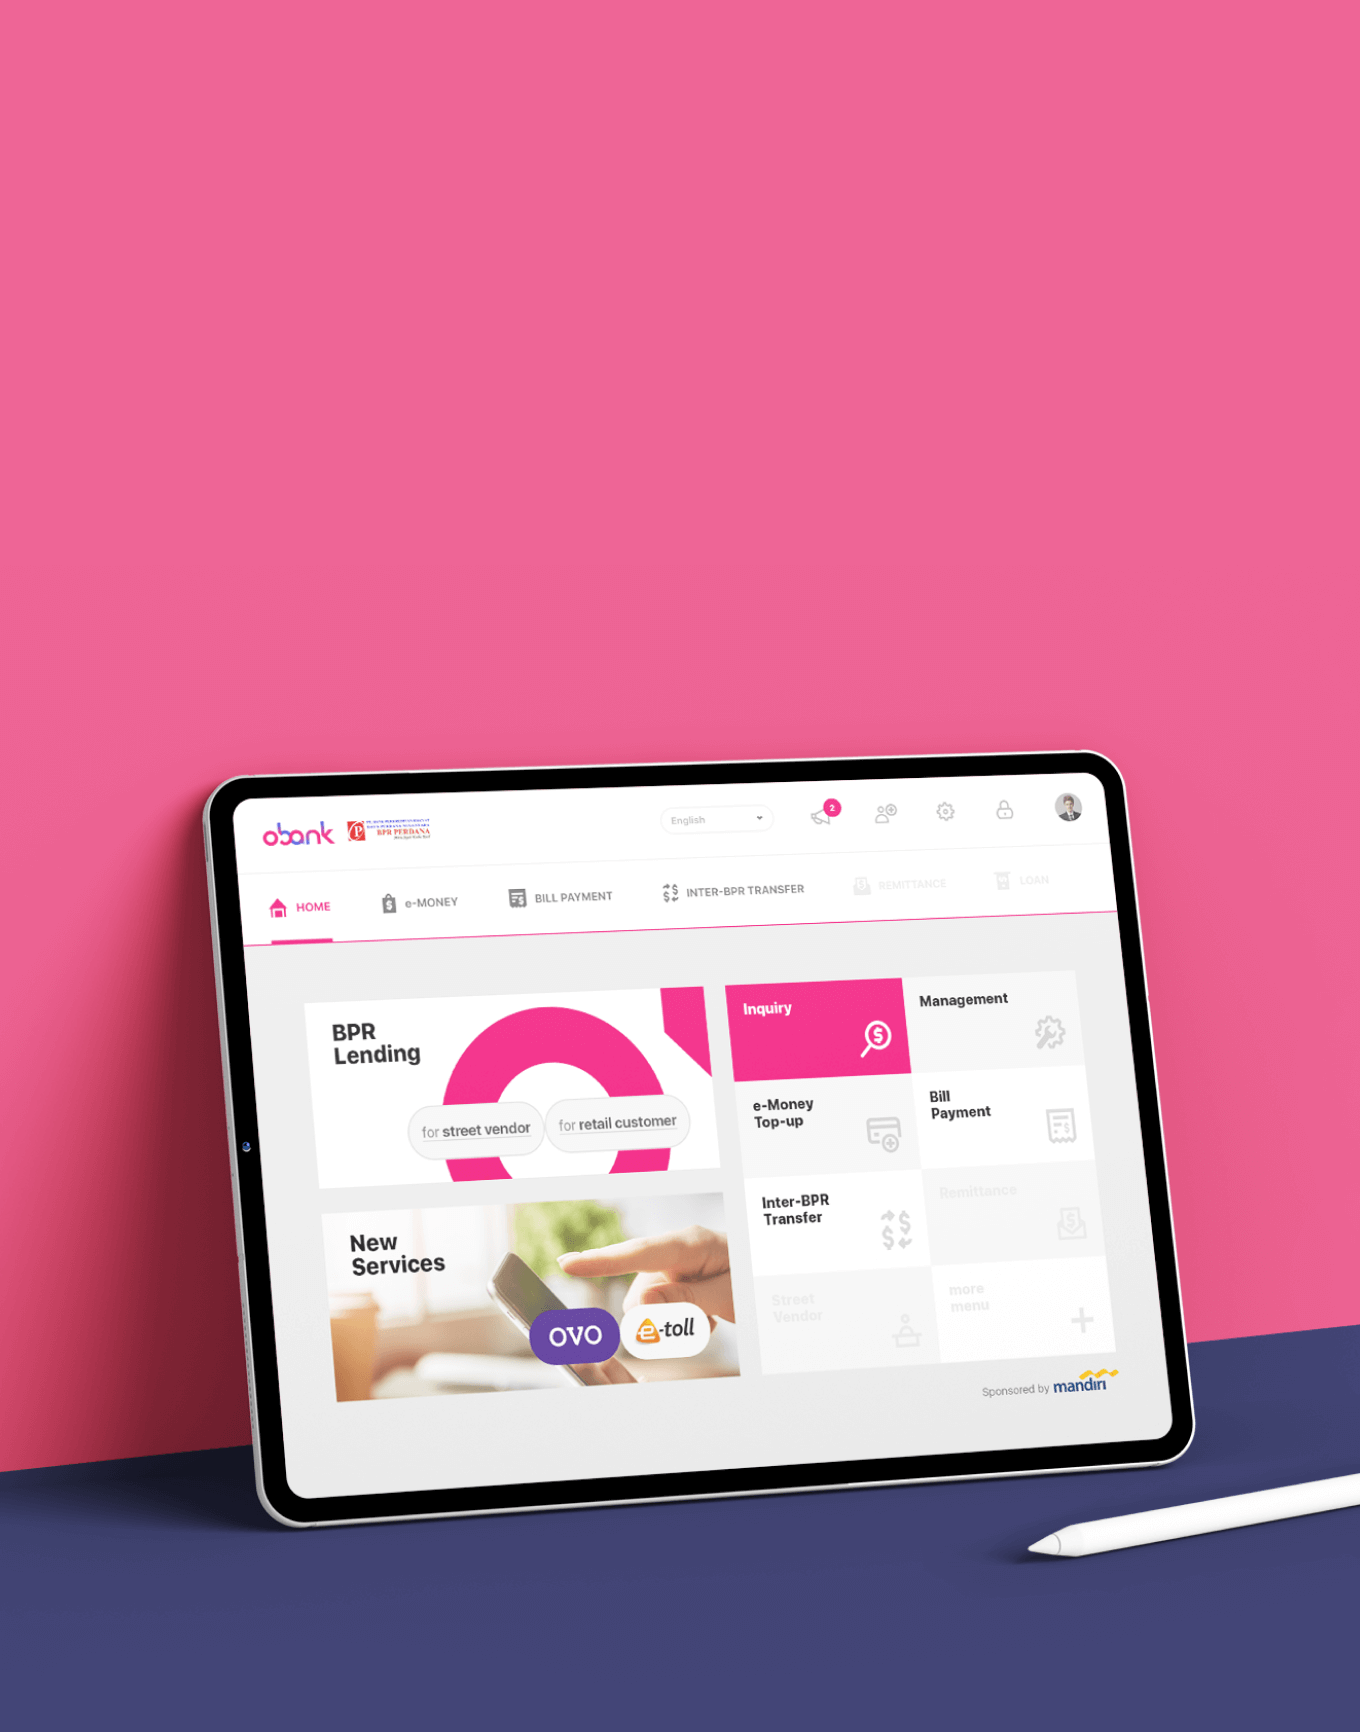 obank
BPR PERDANA
English
2
HOME
e-MONEY
BILL PAYMENT
INTER-BPR TRANSFER
REMITTANCE
LOAN
BPR
Lending
for street vendor
for retail customer
New
Services
OVO
e-toll
Inquiry
Management
e-Money
Top-up
Bill
Payment
Inter-BPR
Transfer
Remittance
Street
Vendor
more
menu
Sponsored by mandiri